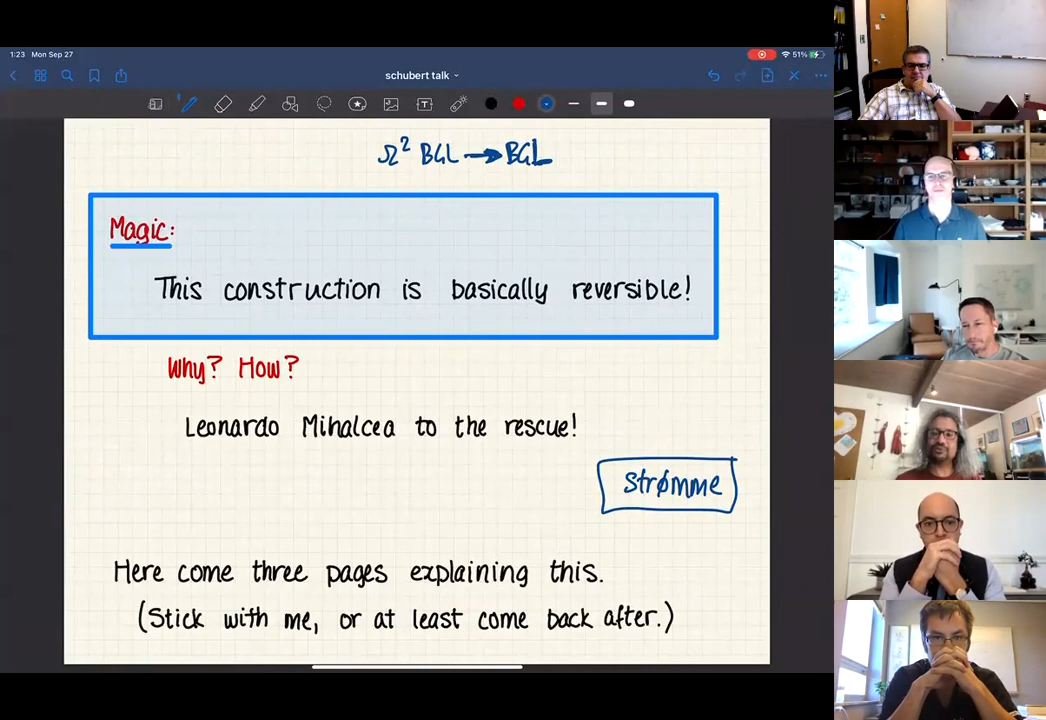 1:23 Mon Sep 27
51%
schubert talk
Ω² BGL → BGL
Magic:
This construction is basically reversible!
Why? How?
Leonardo Mihalcea to the rescue!
Strømme
Here come three pages explaining this.
(Stick with me, or at least come back after.)